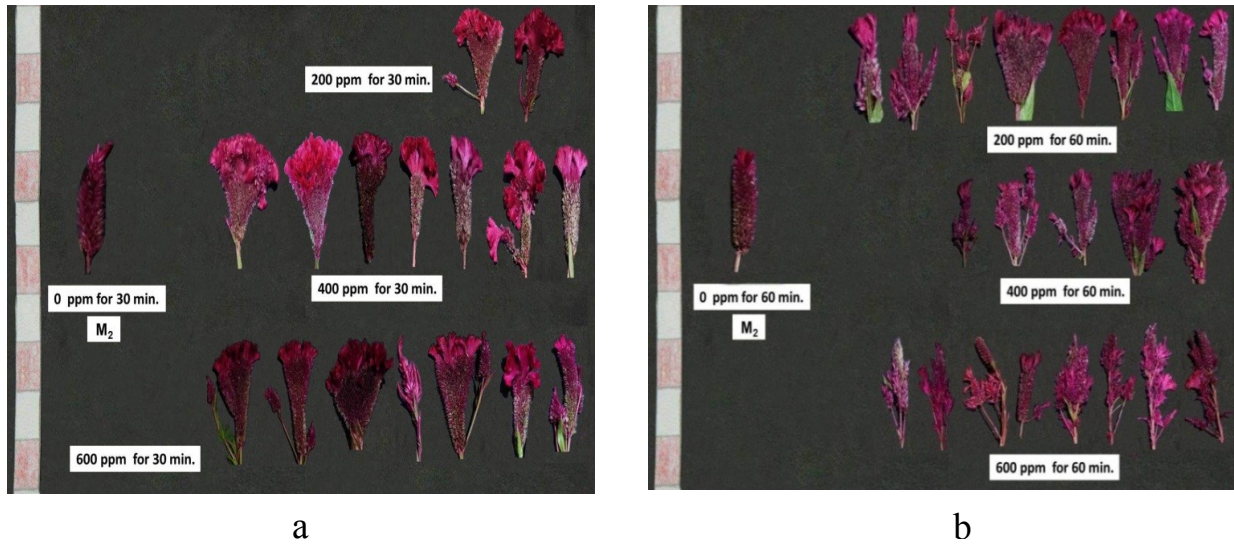 200 ppm for 30 min.
0 ppm for 30 min.
M₂
400 ppm for 30 min.
600 ppm for 30 min.
a
200 ppm for 60 min.
0 ppm for 60 min.
M₂
400 ppm for 60 min.
600 ppm for 60 min.
b